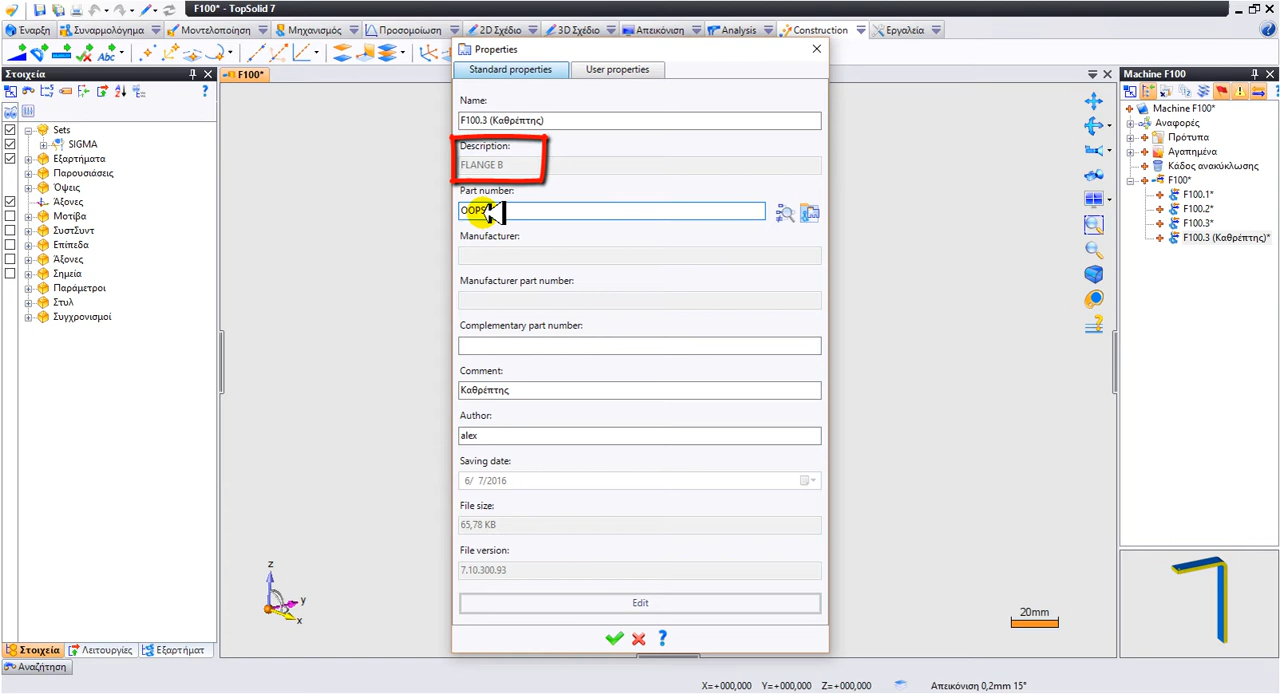 F100* > TopSolid 7
Έναρξη Συναρμολόγημα Μοντελοποίηση Μηχανισμός Προσομοίωση 2D Σχέδιο 3D Σχέδιο Απεικόνιση Analysis Construction Εργαλεία
Στοιχεία
F100*
Sets
SIGMA
Εξαρτήματα
Παρουσιάσεις
Όψεις
Άξονες
Μοτίβα
ΣυστΣυντ
Επίπεδα
Άξονες
Σημεία
Παράμετροι
Στυλ
Συγχρονισμοί
Στοιχεία Λειτουργίες Εξαρτήματ
Αναζήτηση
Properties
Standard properties User properties
Name:
F100.3 (Καθρέπτης)
Description:
FLANGE B
Part number:
Manufacturer:
Manufacturer part number:
Complementary part number:
Comment:
Καθρέπτης
Author:
alex
Saving date:
6/ 7/2016
File size:
65,78 KB
File version:
7.10.300.93
Edit
z
y
x
20mm
Machine F100
Machine F100*
Αναφορές
Πρότυπα
Αγαπημένα
Κάδος ανακύκλωσης
F100*
F100.1*
F100.2*
F100.3*
F100.3 (Καθρέπτης)*
X=+000,000 Y=+000,000 Z=+000,000 Απεικόνιση 0,2mm 15°